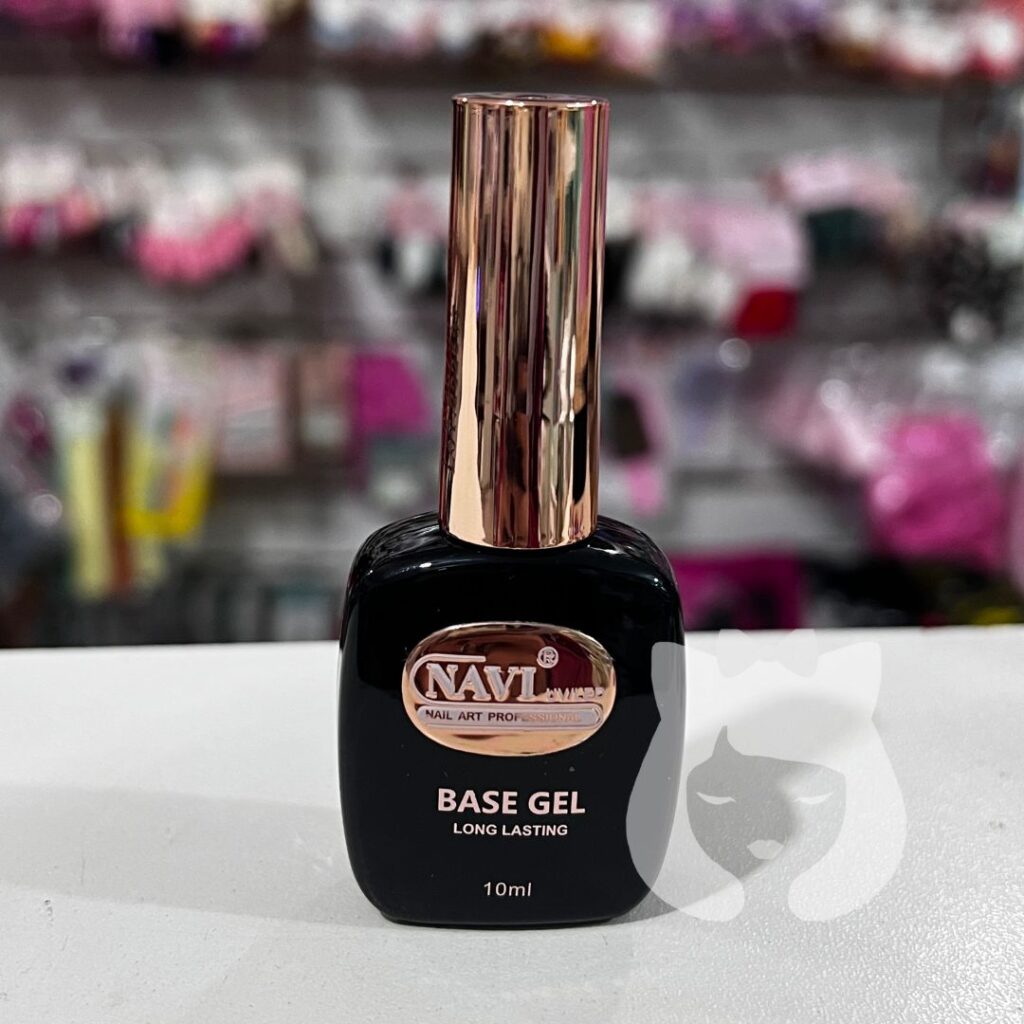 NAVI®
NAIL ART PROFESSIONAL
BASE GEL
LONG LASTING
10ml